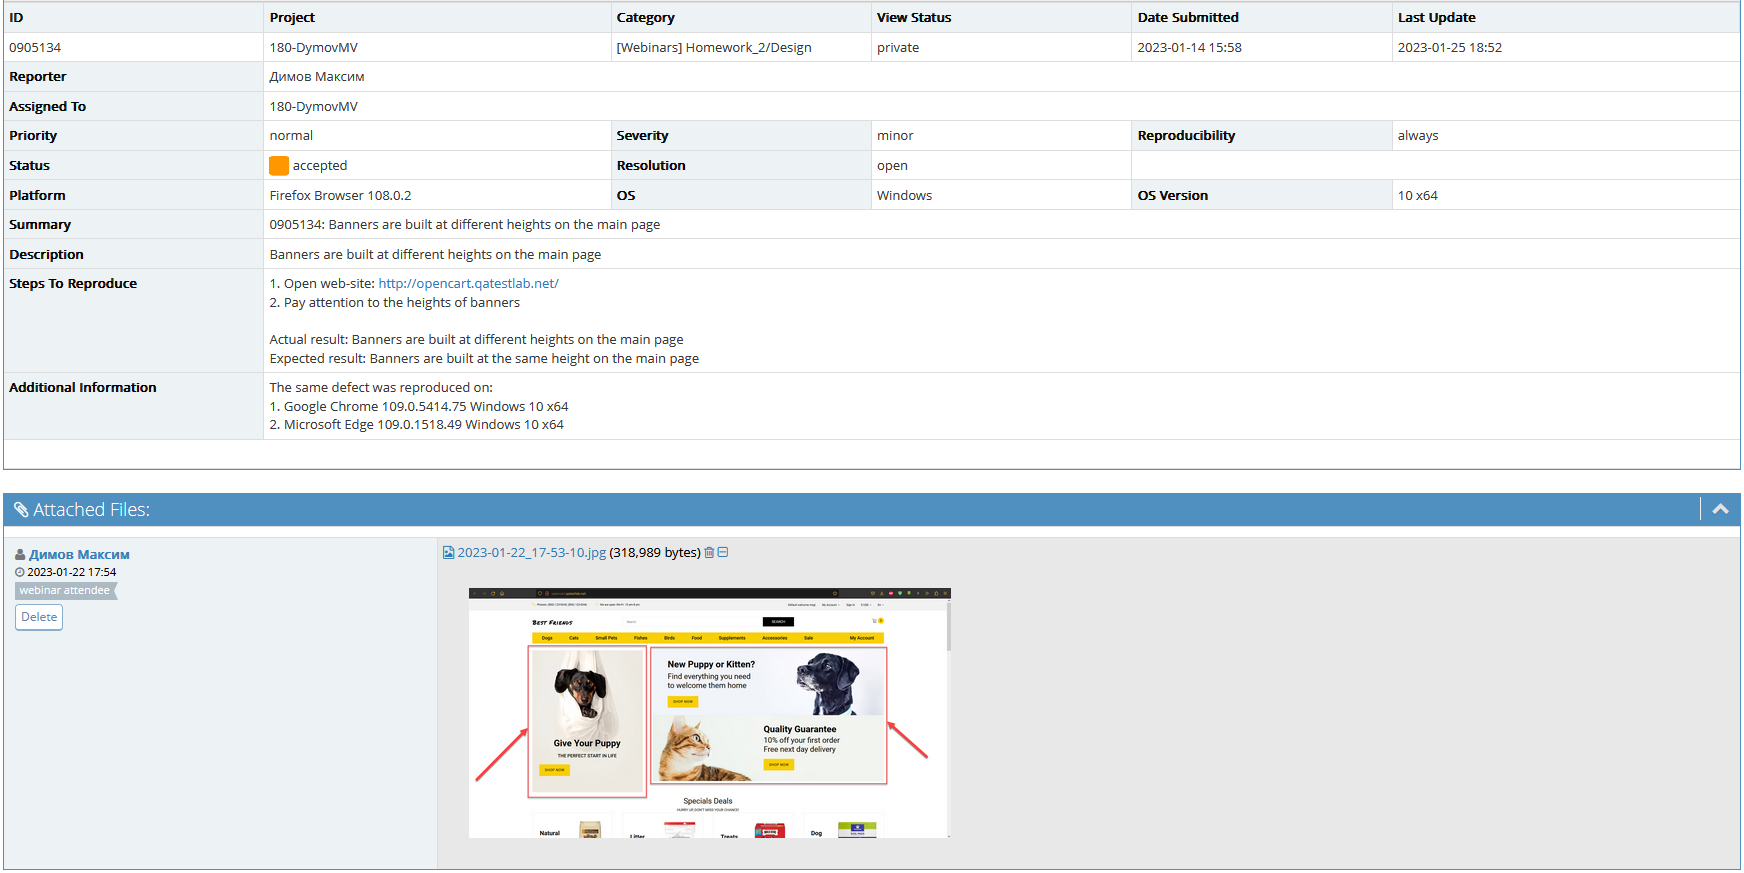 ID Project Category View Status Date Submitted Last Update
0905134 180-DymovMV [Webinars] Homework_2/Design private 2023-01-14 15:58 2023-01-25 18:52
Reporter Димов Максим
Assigned To 180-DymovMV
Priority normal Severity minor Reproducibility always
Status accepted Resolution open
Platform Firefox Browser 108.0.2 OS Windows OS Version 10 x64
Summary 0905134: Banners are built at different heights on the main page
Description Banners are built at different heights on the main page
Steps To Reproduce 1. Open web-site: http://opencart.qatestlab.net/
2. Pay attention to the heights of banners
Actual result: Banners are built at different heights on the main page
Expected result: Banners are built at the same height on the main page
Additional Information The same defect was reproduced on:
1. Google Chrome 109.0.5414.75 Windows 10 x64
2. Microsoft Edge 109.0.1518.49 Windows 10 x64
Attached Files:
Димов Максим
2023-01-22 17:54
webinar attendee
Delete
2023-01-22_17-53-10.jpg (318,989 bytes)
BEST FRIENDS Search SEARCH
Dogs Cats Small Pets Fishes Birds Food Supplements Accessories Sale My Account
Give Your Puppy
THE PERFECT START IN LIFE
SHOP NOW
New Puppy or Kitten?
Find everything you need
to welcome them home
SHOP NOW
Quality Guarantee
10% off your first order
Free next day delivery
SHOP NOW
Specials Deals
HURRY UP, DON'T MISS YOUR CHANCE!
Natural Litter Treats Dog